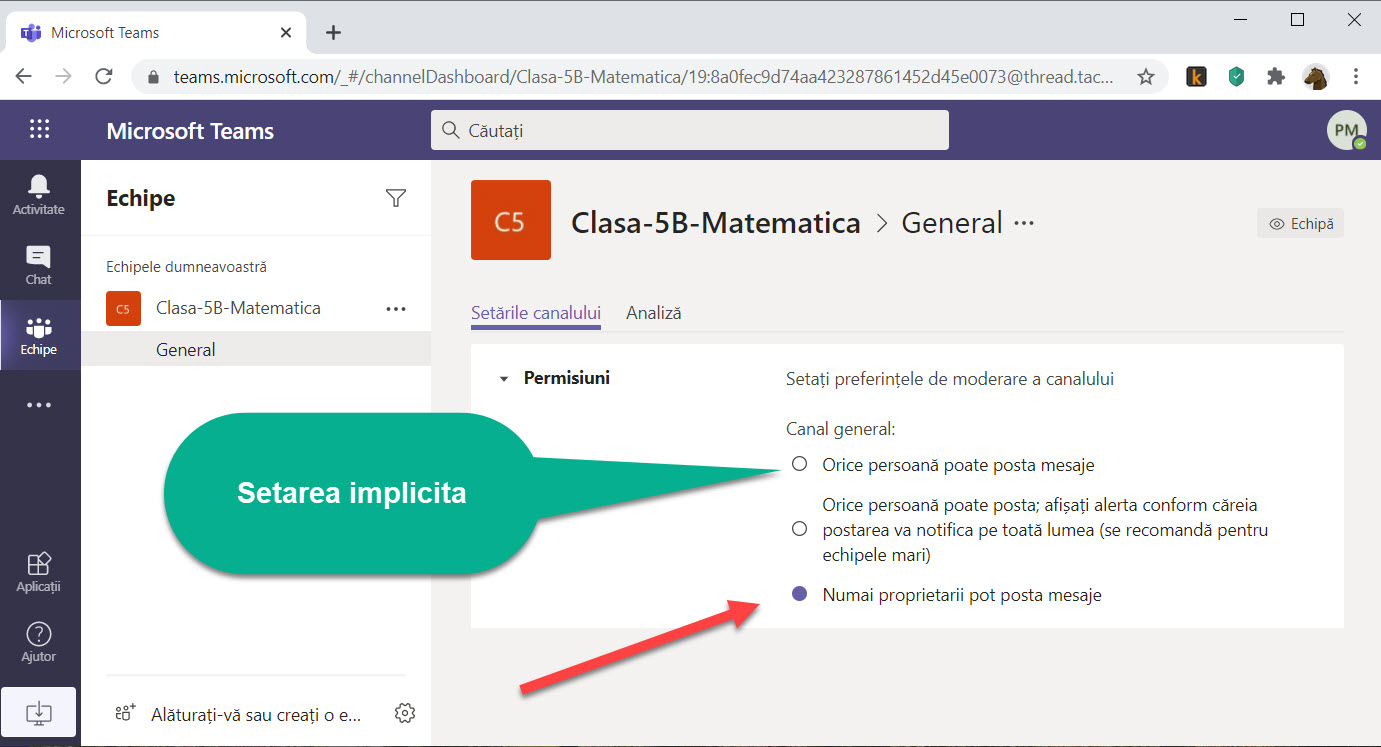 Microsoft Teams
teams.microsoft.com/_#/channelDashboard/Clasa-5B-Matematica/19:8a0fec9d74aa423287861452d45e0073@thread.tac...
k
Microsoft Teams
Căutați
PM
Activitate
Chat
Echipe
Aplicații
Ajutor
Echipe
Echipele dumneavoastră
C5
Clasa-5B-Matematica
General
Alăturați-vă sau creați o e...
C5
Clasa-5B-Matematica > General ...
Echipă
Setările canalului
Analiză
Permisiuni
Setați preferințele de moderare a canalului
Canal general:
Orice persoană poate posta mesaje
Orice persoană poate posta; afișați alerta conform căreia
postarea va notifica pe toată lumea (se recomandă pentru
echipele mari)
Numai proprietarii pot posta mesaje
Setarea implicita